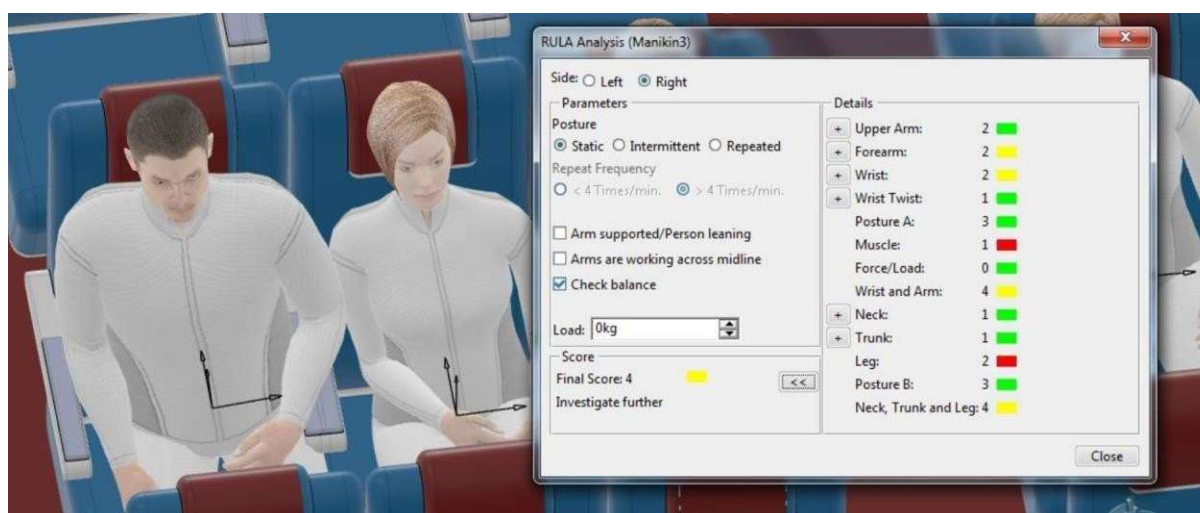 RULA Analysis (Manikin3)
x
Side: Left Right
Parameters
Posture
Static Intermittent Repeated
Repeat Frequency
< 4 Times/min. > 4 Times/min.
Arm supported/Person leaning
Arms are working across midline
Check balance
Load: 0kg
Score
Final Score: 4
<<
Investigate further
Details
+ Upper Arm: 2
+ Forearm: 2
+ Wrist: 2
+ Wrist Twist: 1
Posture A: 3
Muscle: 1
Force/Load: 0
Wrist and Arm: 4
+ Neck: 1
+ Trunk: 1
Leg: 2
Posture B: 3
Neck, Trunk and Leg: 4
Close